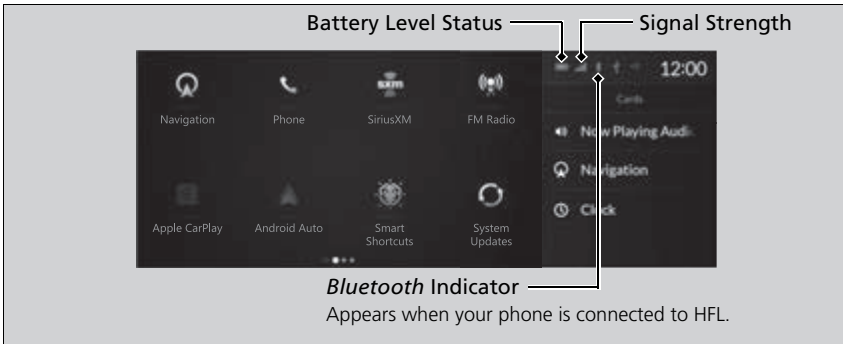 Battery Level Status
Signal Strength
12:00
Cards
sxm
Navigation
Phone
SiriusXM
FM Radio
Now Playing Audi
Navigation
Clock
Apple CarPlay
Android Auto
Smart
Shortcuts
System
Updates
Bluetooth Indicator
Appears when your phone is connected to HFL.